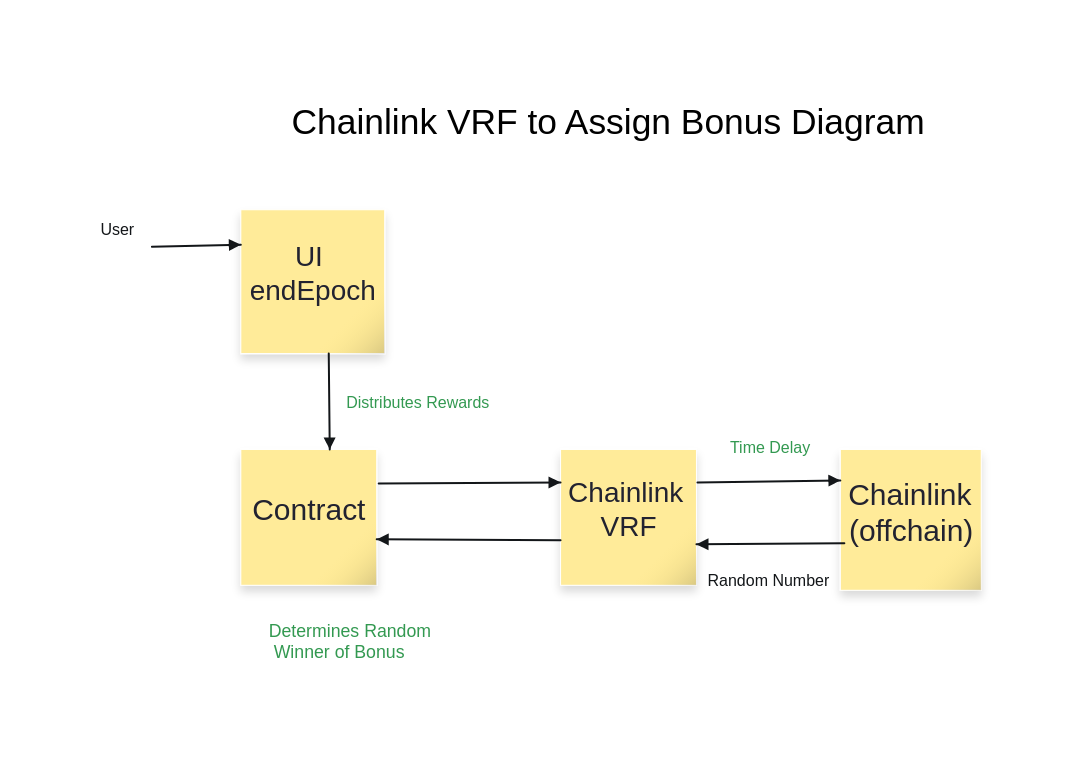 Chainlink VRF to Assign Bonus Diagram
User
UI
endEpoch
Distributes Rewards
Time Delay
Contract
Chainlink
VRF
Chainlink
(offchain)
Random Number
Determines Random
Winner of Bonus